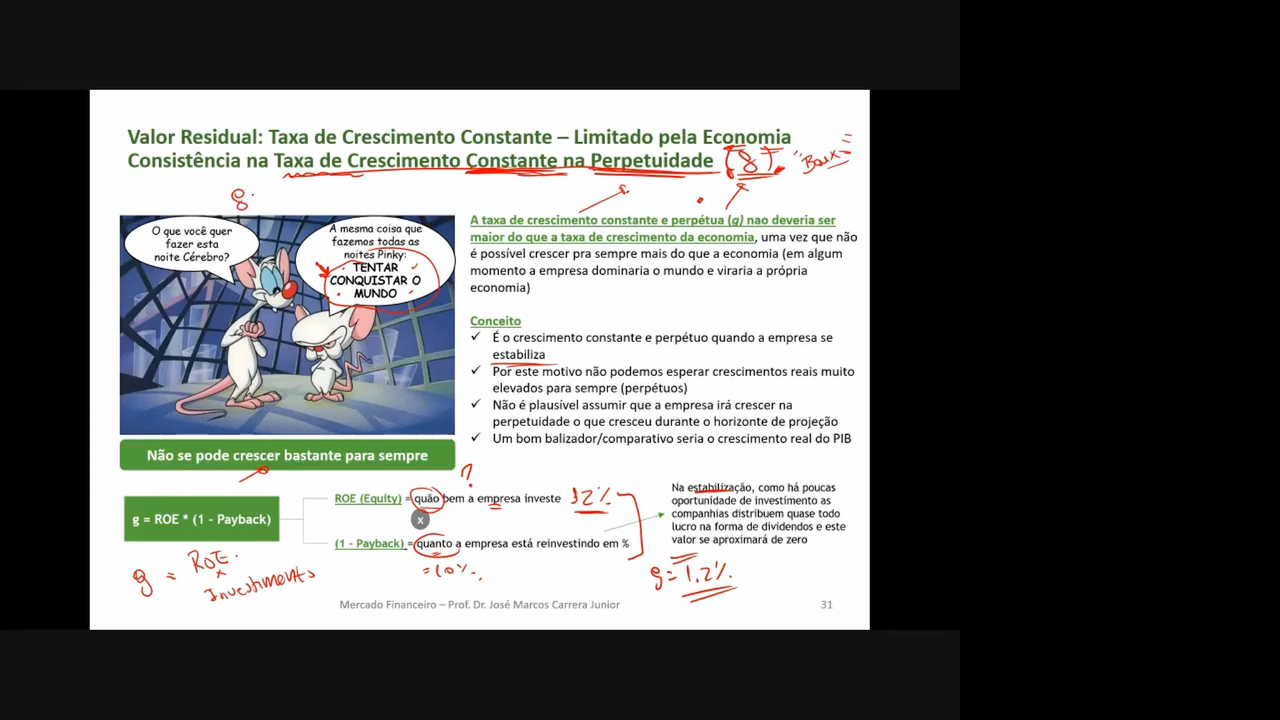 Valor Residual: Taxa de Crescimento Constante – Limitado pela Economia
Consistência na Taxa de Crescimento Constante na Perpetuidade (g) "Baix
g
O que você quer
fazer esta
noite Cérebro?
A mesma coisa que
fazemos todas as
noites Pinky:
TENTAR
CONQUISTAR O
MUNDO
A taxa de crescimento constante e perpétua (g) nao deveria ser
maior do que a taxa de crescimento da economia, uma vez que não
é possível crescer pra sempre mais do que a economia (em algum
momento a empresa dominaria o mundo e viraria a própria
economia)
Conceito
✓ É o crescimento constante e perpétuo quando a empresa se
estabiliza
✓ Por este motivo não podemos esperar crescimentos reais muito
elevados para sempre (perpétuos)
✓ Não é plausível assumir que a empresa irá crescer na
perpetuidade o que cresceu durante o horizonte de projeção
✓ Um bom balizador/comparativo seria o crescimento real do PIB
Não se pode crescer bastante para sempre
?
g = ROE * (1 - Payback)
ROE (Equity) = quão bem a empresa investe 12%
x
(1 - Payback) = quanto a empresa está reinvestindo em %
=10%
Na estabilização, como há poucas
oportunidade de investimento as
companhias distribuem quase todo
lucro na forma de dividendos e este
valor se aproximará de zero
g = ROE
x
Investimento
g=1,2%
Mercado Financeiro – Prof. Dr. José Marcos Carrera Junior
31